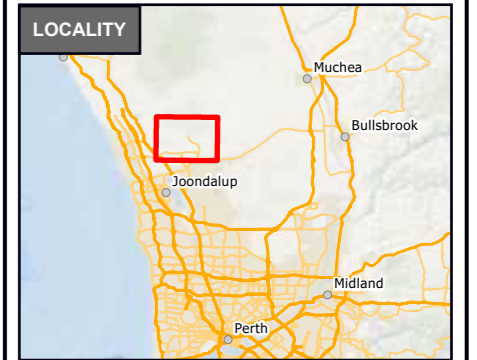 LOCALITY
Muchea
Bullsbrook
Joondalup
Midland
Perth